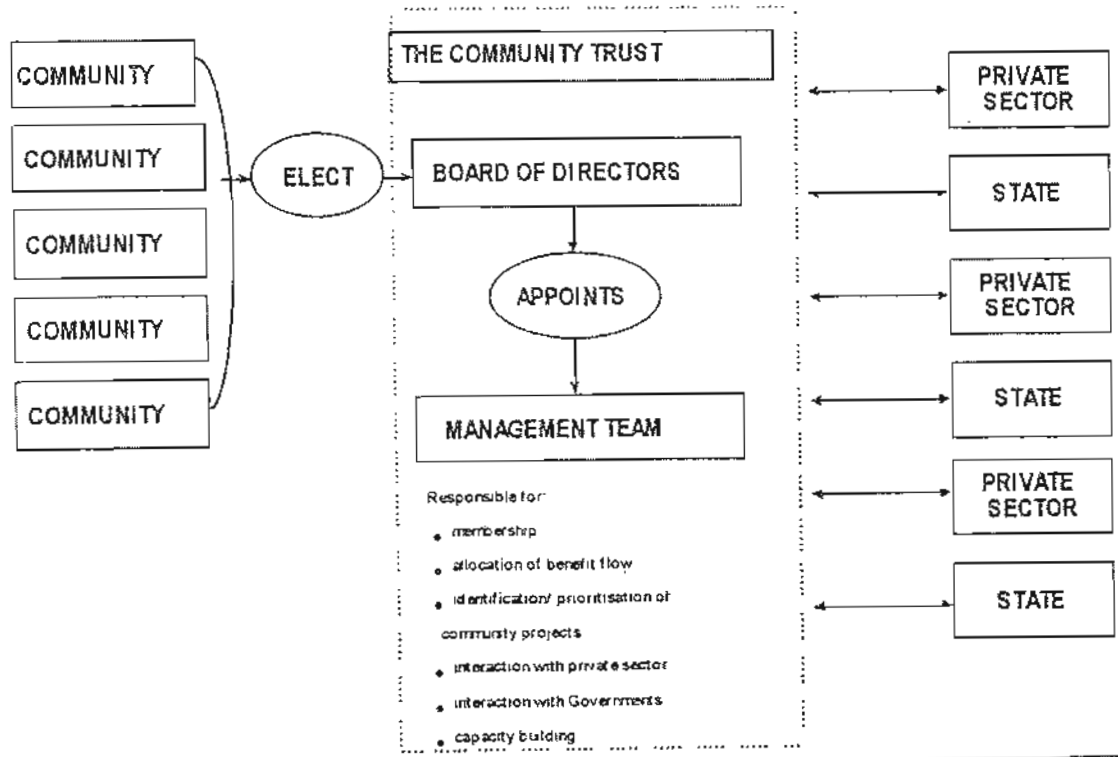 COMMUNITY
COMMUNITY
COMMUNITY
COMMUNITY
COMMUNITY
ELECT
THE COMMUNITY TRUST
BOARD OF DIRECTORS
APPOINTS
MANAGEMENT TEAM
Responsible for:
• membership
• allocation of benefit flow
• identification/ prioritisation of
community projects
• interaction with private sector
• interaction with Governments
• capacity building
PRIVATE
SECTOR
STATE
PRIVATE
SECTOR
STATE
PRIVATE
SECTOR
STATE